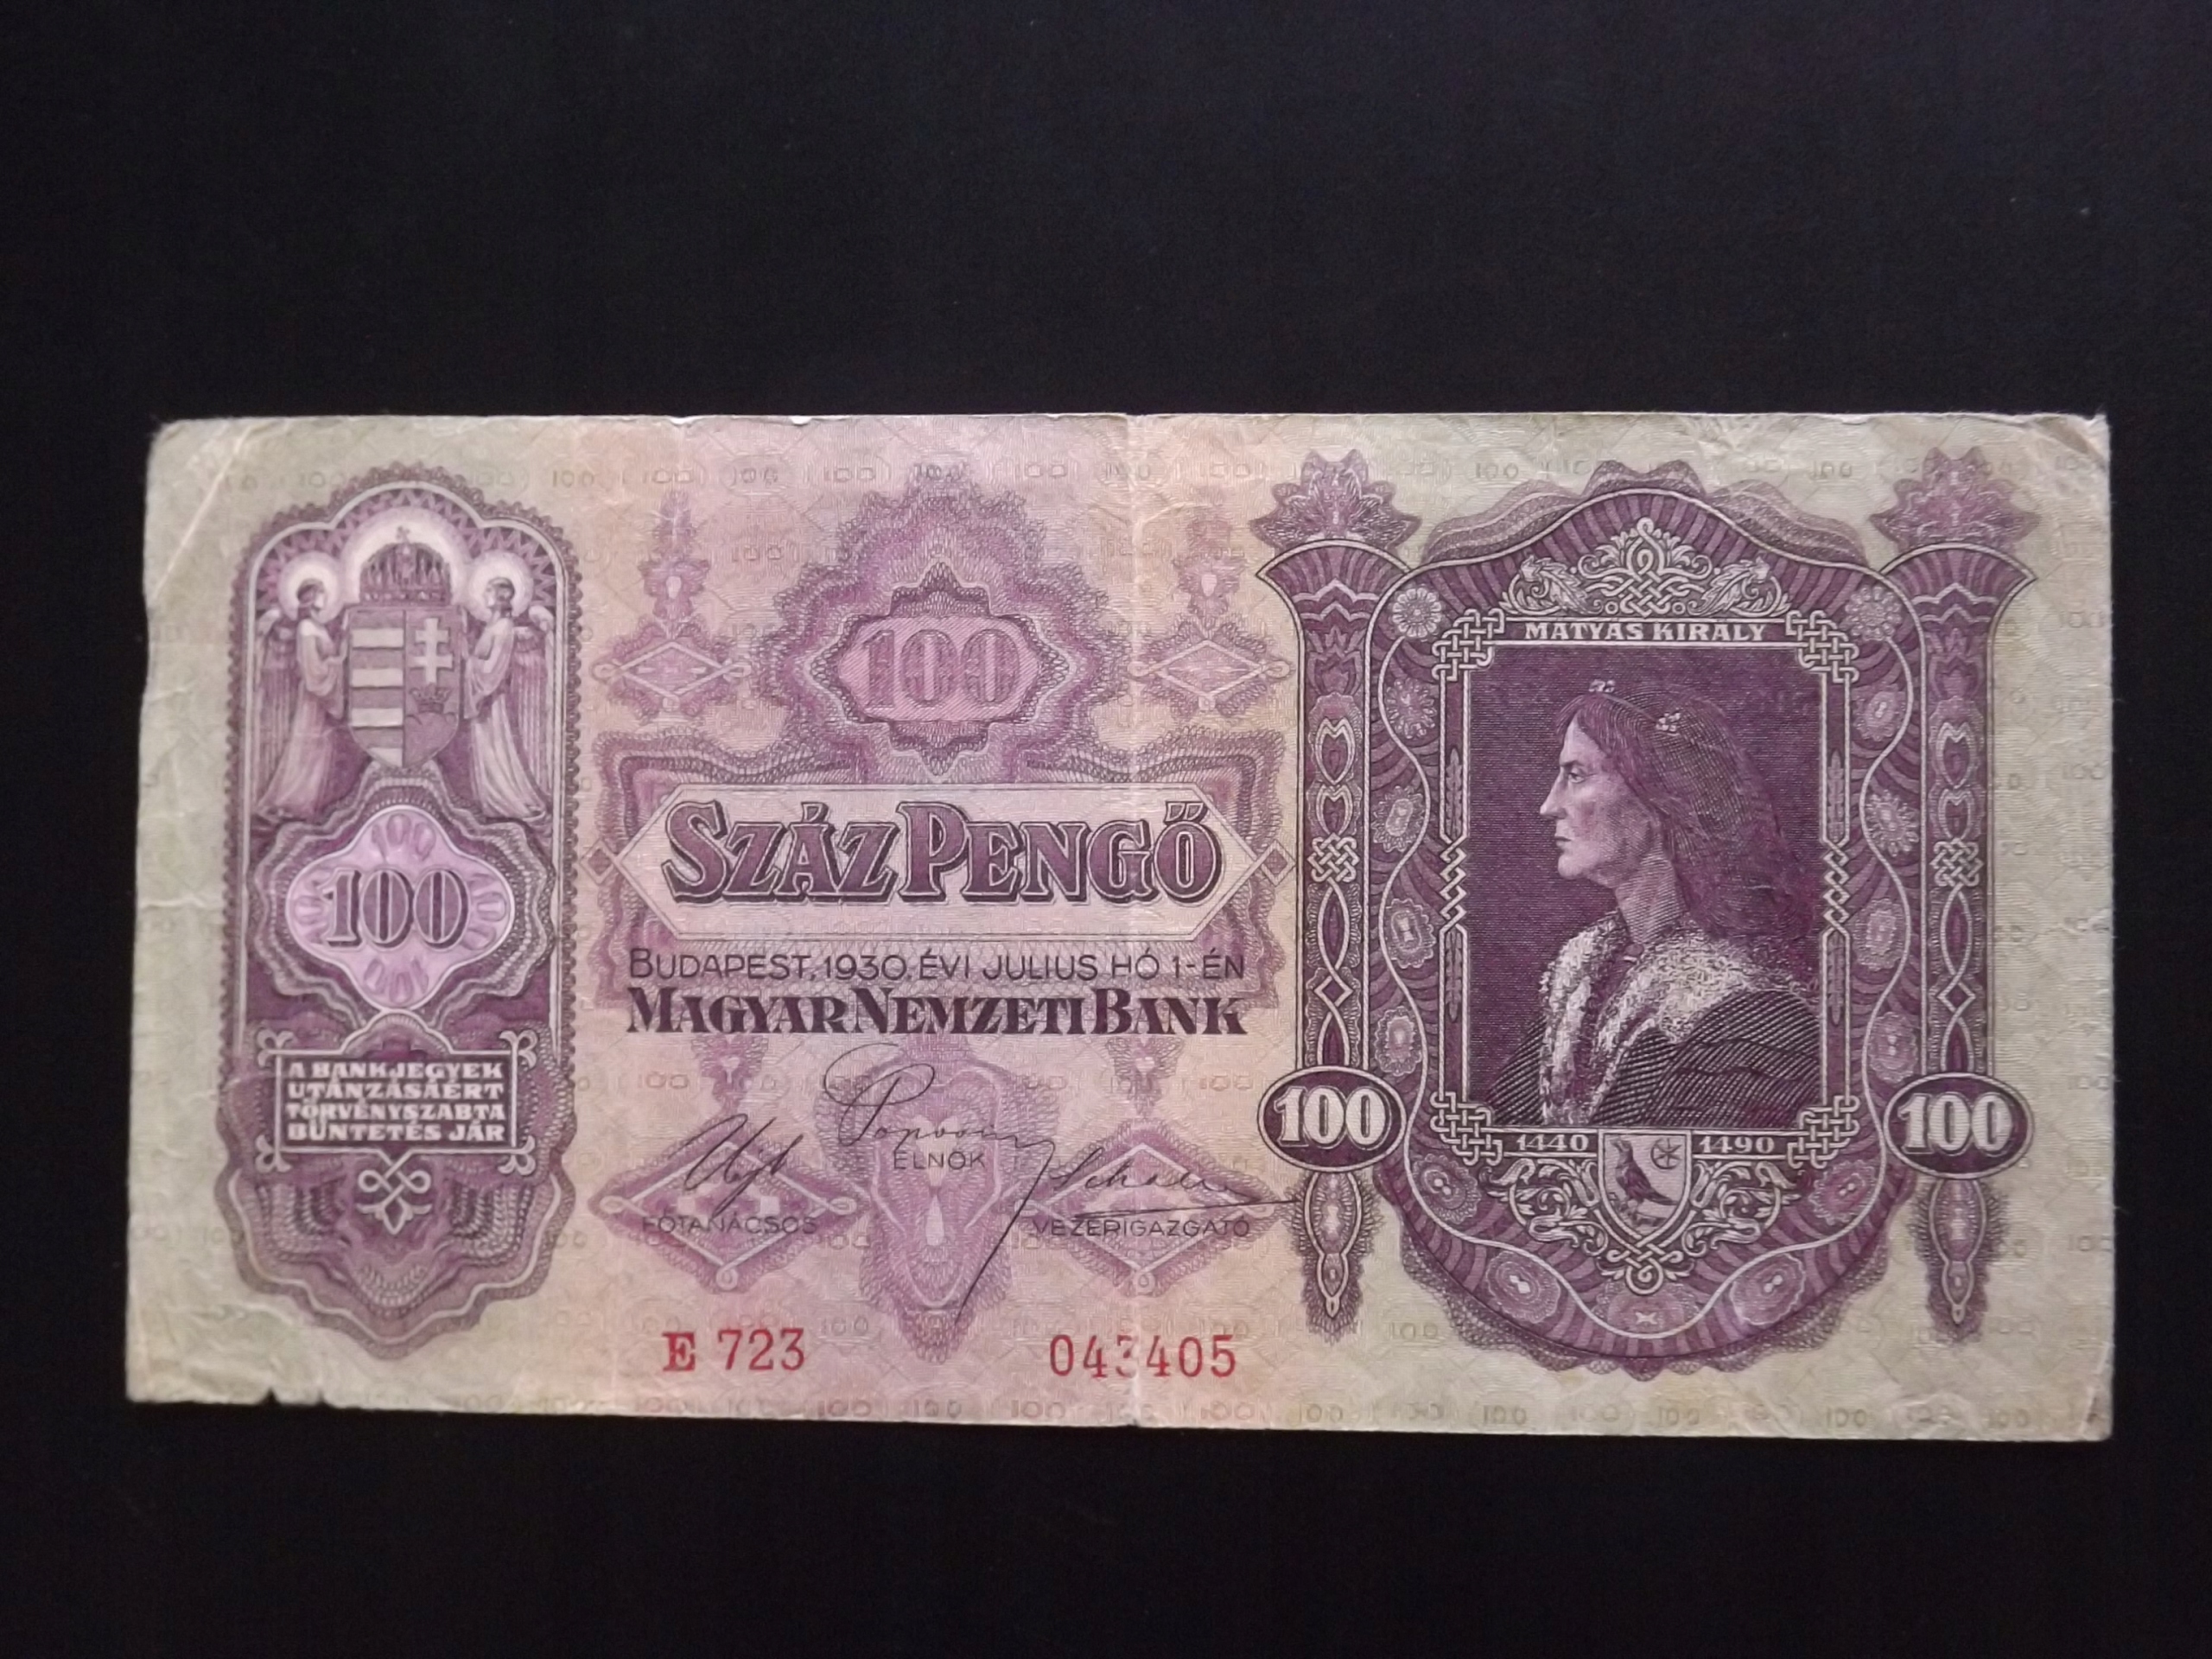 100
SZÁZ PENGŐ
BUDAPEST, 1930. ÉVI JULIUS HÓ 1-ÉN
MAGYAR NEMZETI BANK
ELNÖK
FŐTANÁCSOS
VEZÉRIGAZGATÓ
E 723
100
A BANKJEGYEK
UTÁNZÁSÁÉRT
TÖRVÉNYSZABTA
BÜNTETÉS JÁR
MÁTYÁS KIRÁLY
1440 1490
100 100